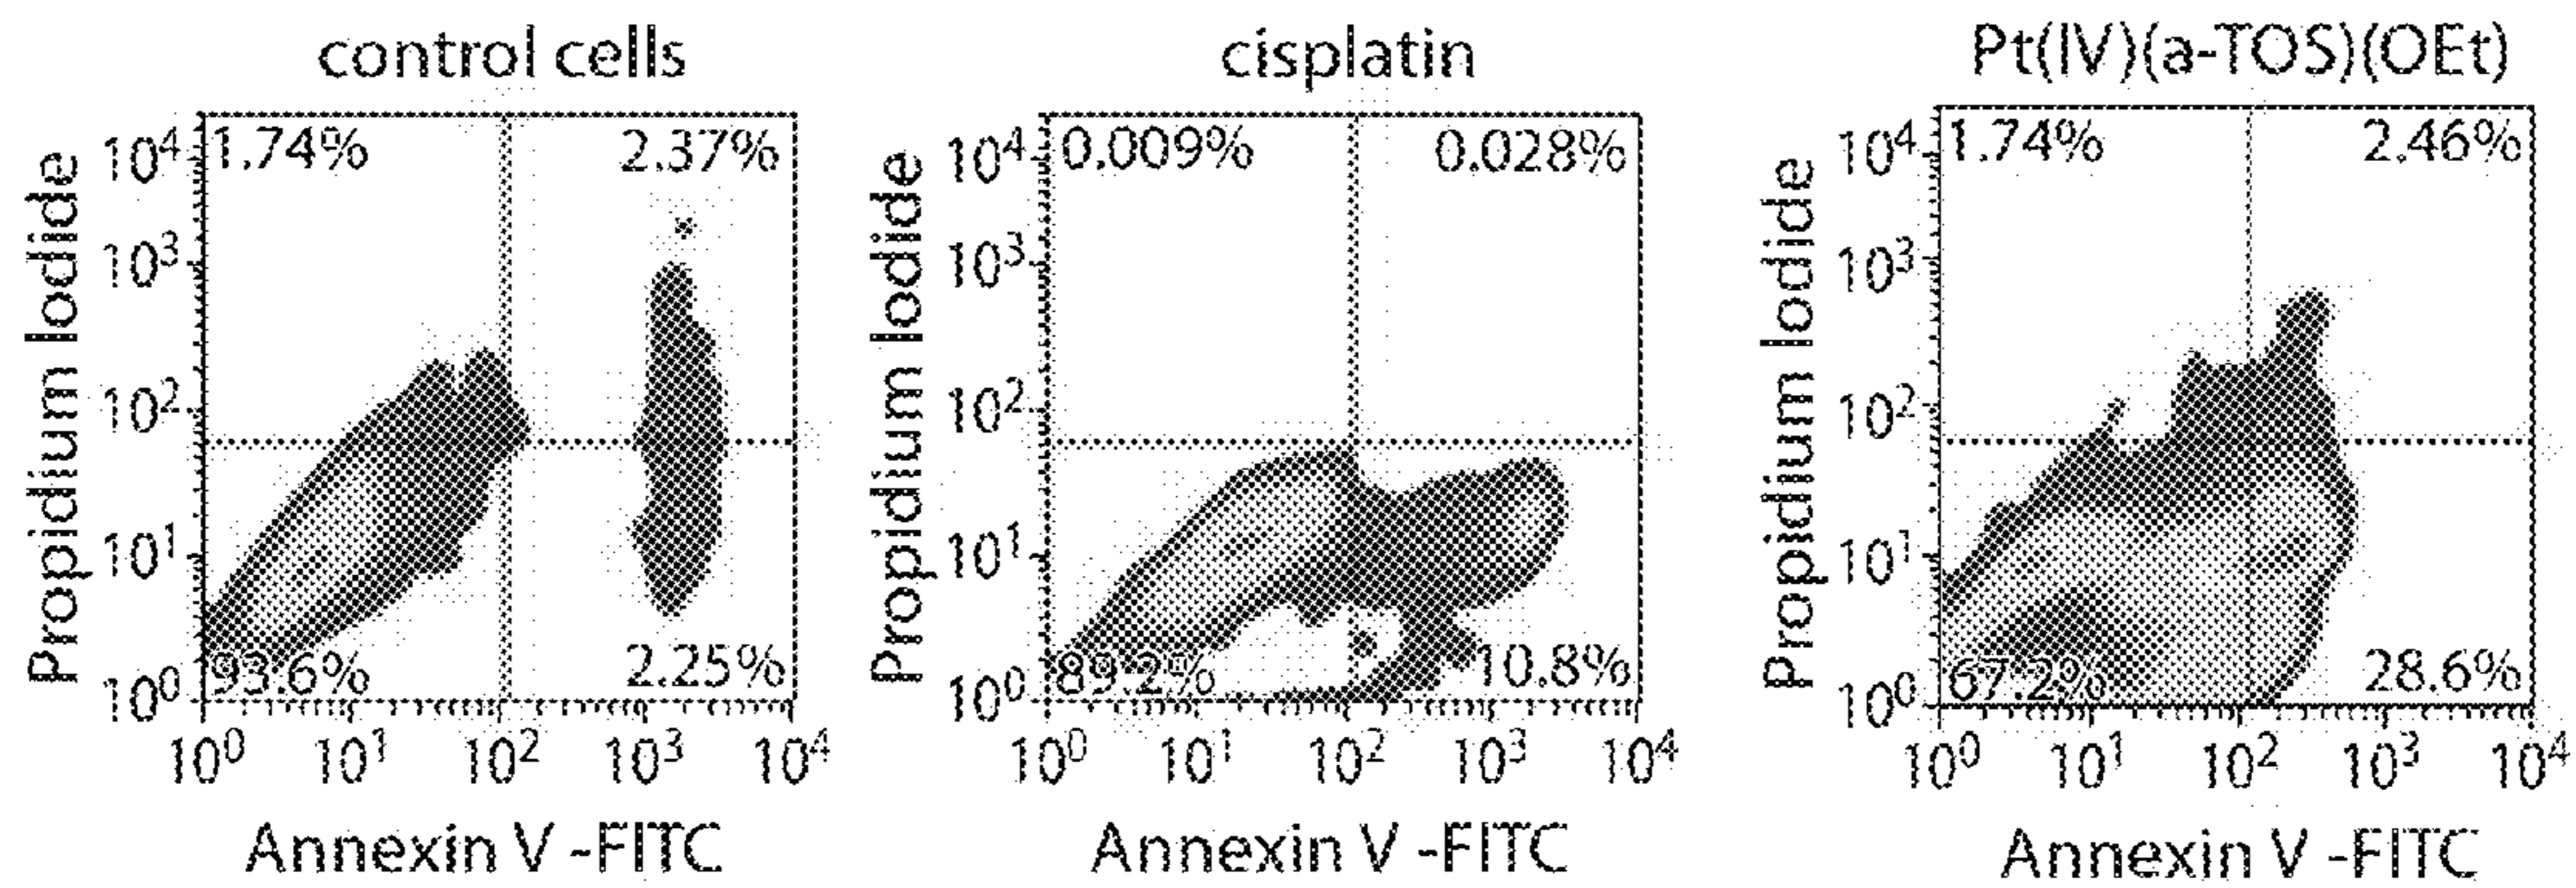 control cells
Propidium Iodide
10⁴
10³
10²
10¹
10⁰
1.74%
2.37%
93.6%
2.25%
10⁰ 10¹ 10² 10³ 10⁴
Annexin V -FITC
cisplatin
Propidium Iodide
10⁴
10³
10²
10¹
10⁰
0.009%
0.028%
89.2%
10.8%
10⁰ 10¹ 10² 10³ 10⁴
Annexin V -FITC
Pt(IV)(a-TOS)(OEt)
Propidium Iodide
10⁴
10³
10²
10¹
10⁰
1.74%
2.46%
67.2%
28.6%
10⁰ 10¹ 10² 10³ 10⁴
Annexin V -FITC